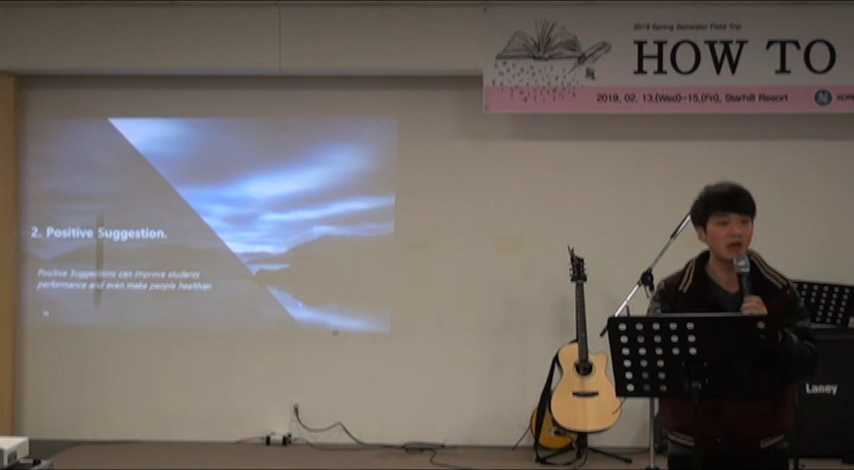 2019 Spring Semester Field Trip
HOW TO
2019. 02. 13.(Wed)-15.(Fri), Starhill Resort
2. Positive Suggestion.
Positive Suggestions can improve students
performance and even make people healthier.
Laney